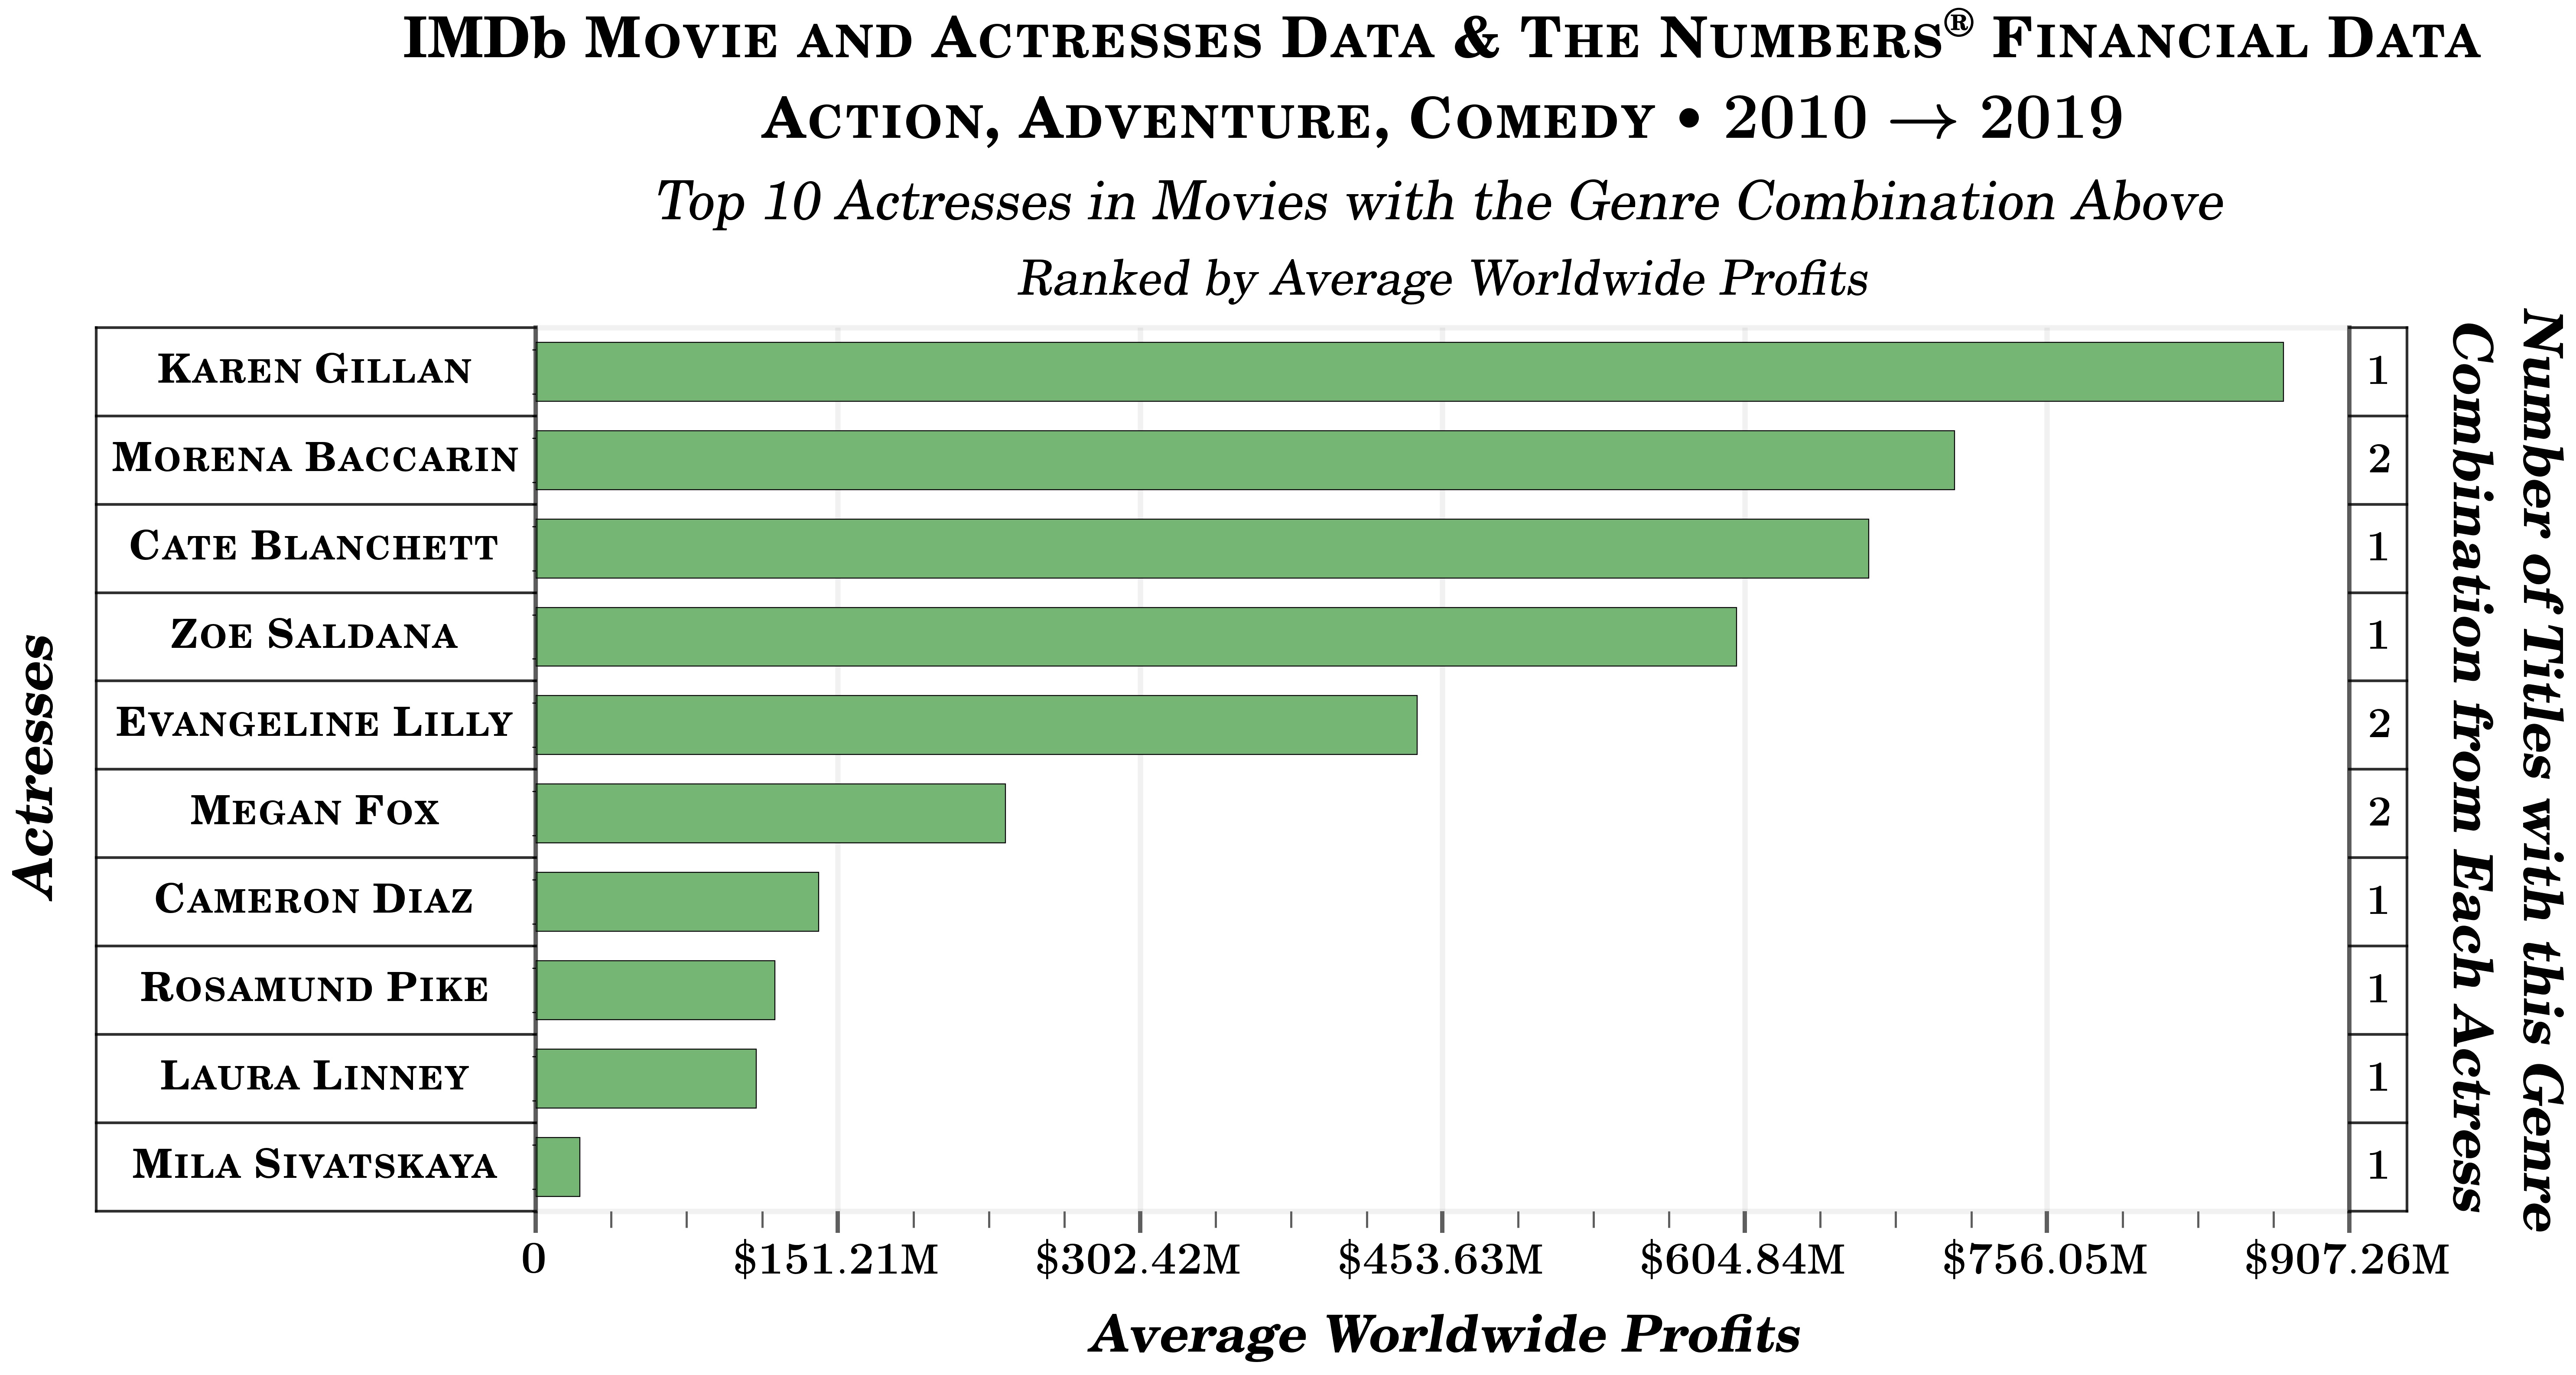 IMDb Movie and Actresses Data & The Numbers® Financial Data
Action, Adventure, Comedy • 2010 → 2019
Top 10 Actresses in Movies with the Genre Combination Above
Ranked by Average Worldwide Profits
Actresses
Karen Gillan 1
Morena Baccarin 2
Cate Blanchett 1
Zoe Saldana 1
Evangeline Lilly 2
Megan Fox 2
Cameron Diaz 1
Rosamund Pike 1
Laura Linney 1
Mila Sivatskaya 1
Number of Titles with this Genre
Combination from Each Actress
0 $151.21M $302.42M $453.63M $604.84M $756.05M $907.26M
Average Worldwide Profits